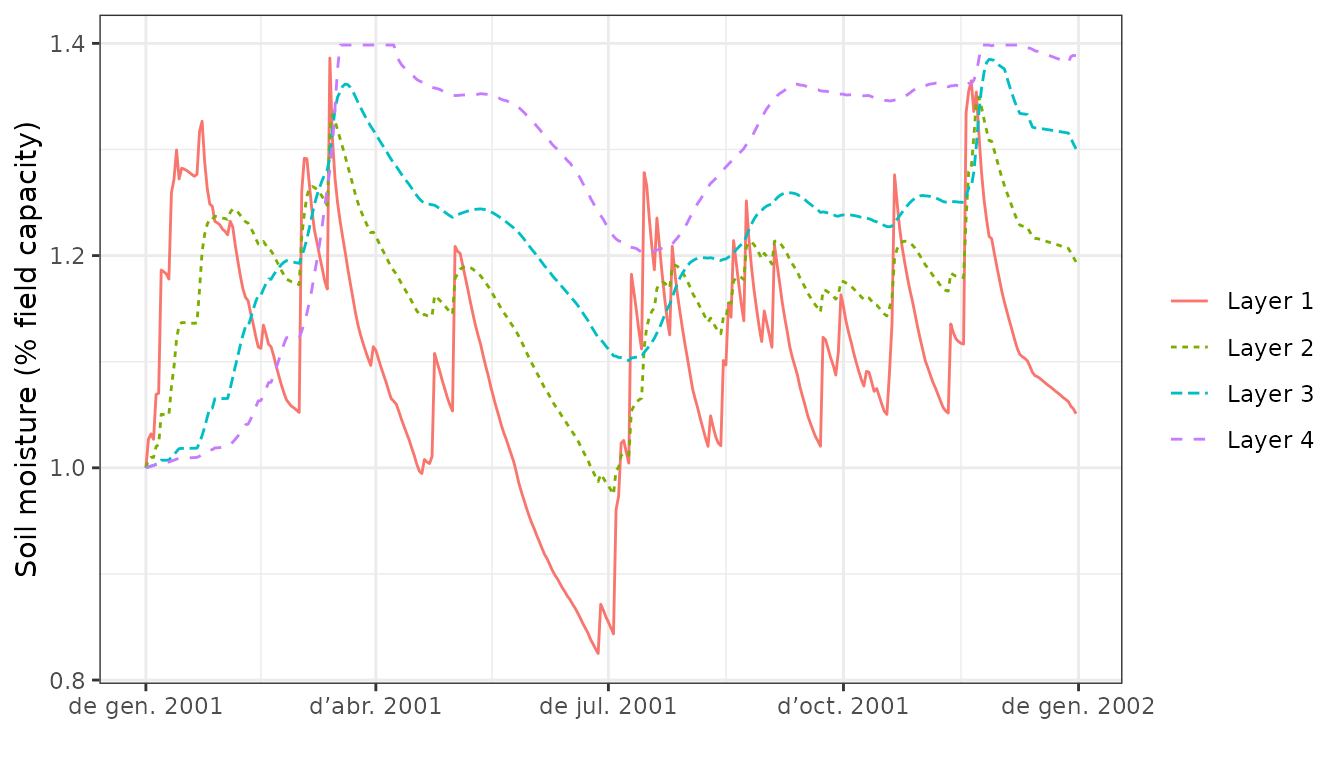 Soil moisture (% field capacity)
1.4
1.2
1.0
0.8
de gen. 2001
d’abr. 2001
de jul. 2001
d’oct. 2001
de gen. 2002
Layer 1
Layer 2
Layer 3
Layer 4